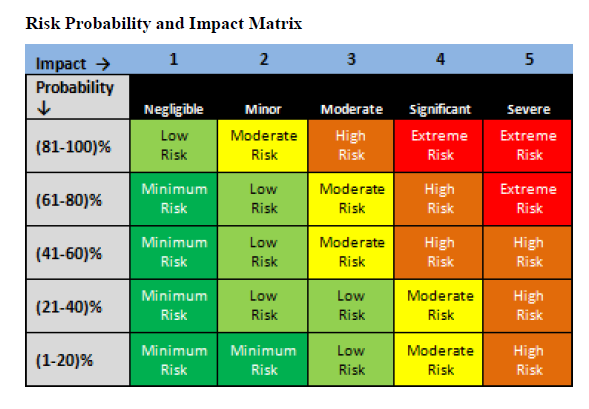 Risk Probability and Impact Matrix
Impact → 1 2 3 4 5
Probability
↓ Negligible Minor Moderate Significant Severe
(81-100)% Low Risk Moderate Risk High Risk Extreme Risk Extreme Risk
(61-80)% Minimum Risk Low Risk Moderate Risk High Risk Extreme Risk
(41-60)% Minimum Risk Low Risk Moderate Risk High Risk High Risk
(21-40)% Minimum Risk Low Risk Low Risk Moderate Risk High Risk
(1-20)% Minimum Risk Minimum Risk Low Risk Moderate Risk High Risk